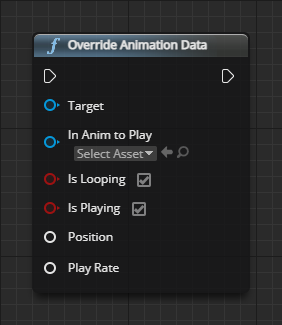 f Override Animation Data
Target
In Anim to Play
Select Asset
Is Looping
Is Playing
Position
Play Rate